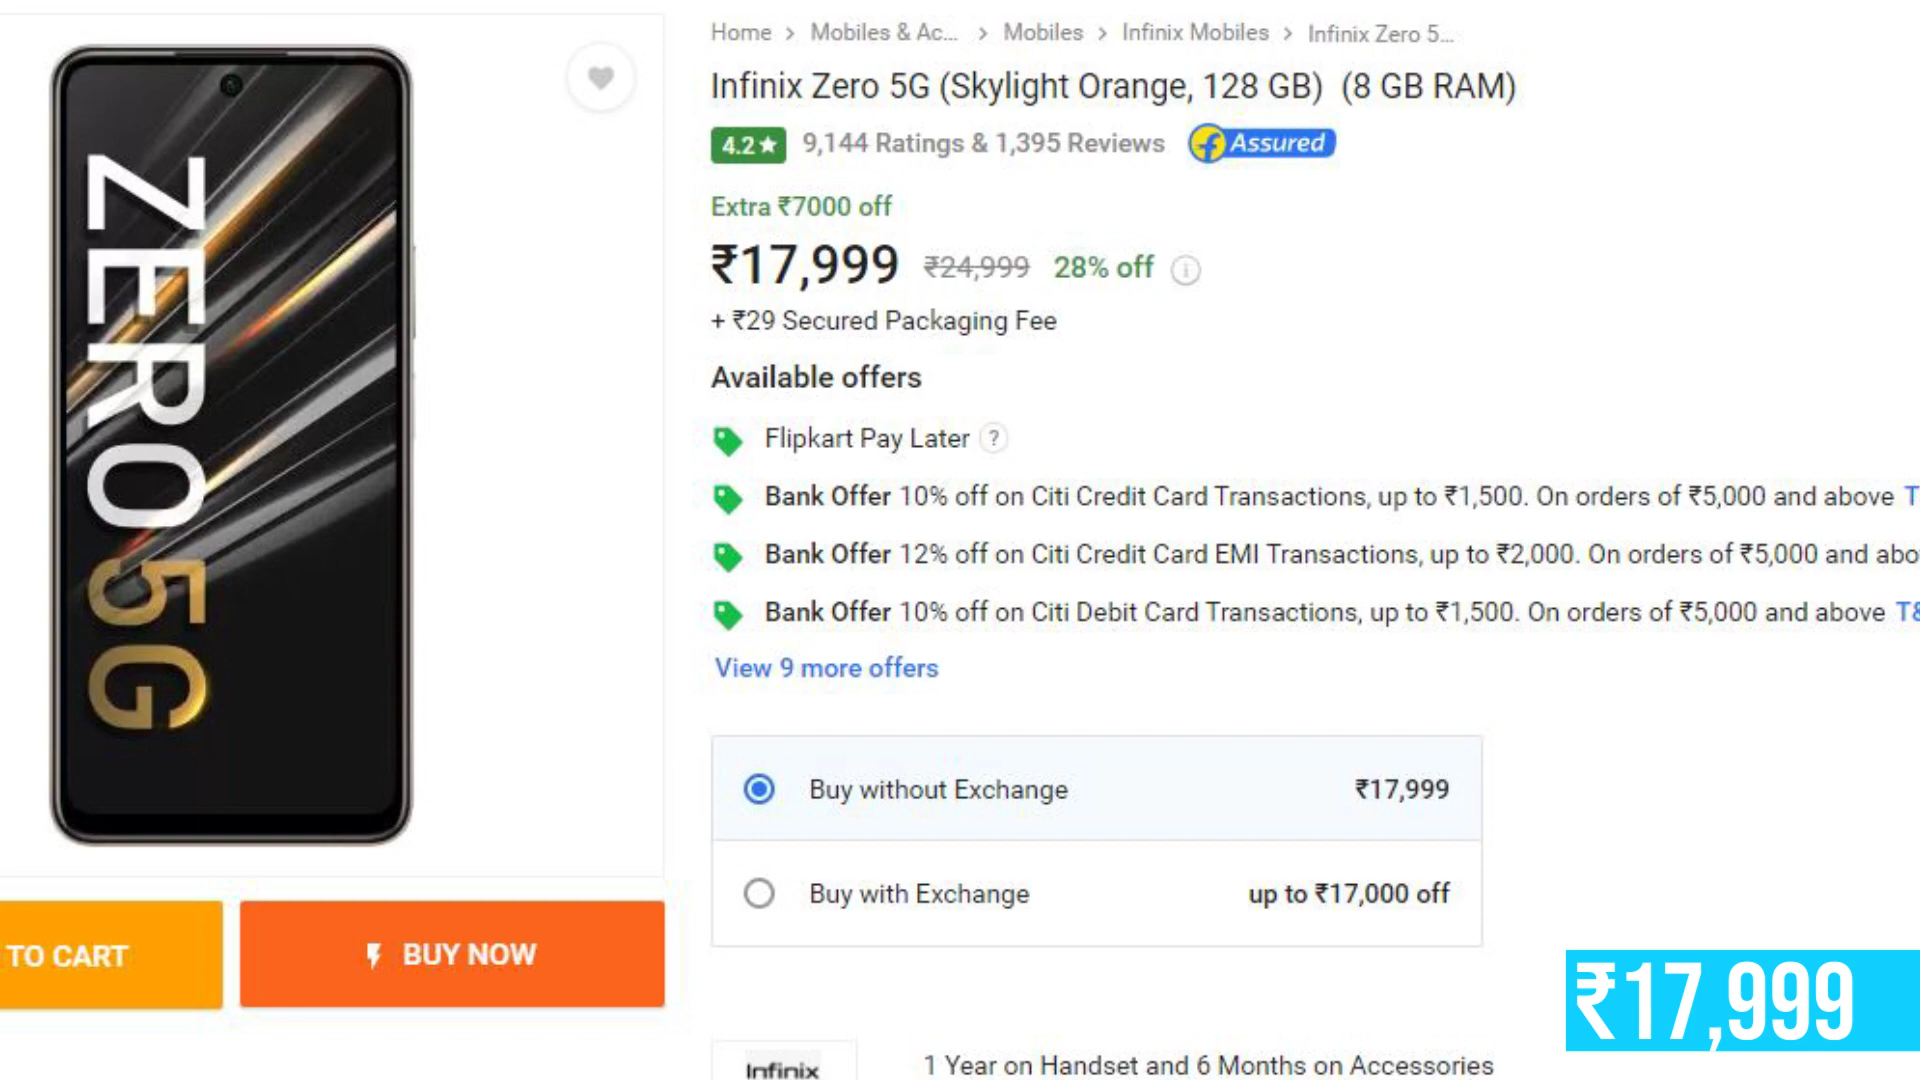 Home > Mobiles & Ac... > Mobiles > Infinix Mobiles > Infinix Zero 5...
Infinix Zero 5G (Skylight Orange, 128 GB) (8 GB RAM)
4.2★ 9,144 Ratings & 1,395 Reviews f Assured
Extra ₹7000 off
₹17,999 ₹24,999 28% off i
+ ₹29 Secured Packaging Fee
Available offers
Flipkart Pay Later ?
Bank Offer 10% off on Citi Credit Card Transactions, up to ₹1,500. On orders of ₹5,000 and above T
Bank Offer 12% off on Citi Credit Card EMI Transactions, up to ₹2,000. On orders of ₹5,000 and abo
Bank Offer 10% off on Citi Debit Card Transactions, up to ₹1,500. On orders of ₹5,000 and above T&
View 9 more offers
Buy without Exchange ₹17,999
Buy with Exchange up to ₹17,000 off
ZERO 5G
TO CART
BUY NOW
Infinix
1 Year on Handset and 6 Months on Accessories
₹17,999